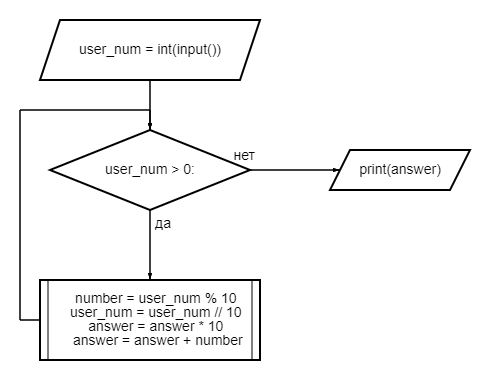 user_num = int(input())
user_num > 0:
нет
print(answer)
да
number = user_num % 10
user_num = user_num // 10
answer = answer * 10
answer = answer + number